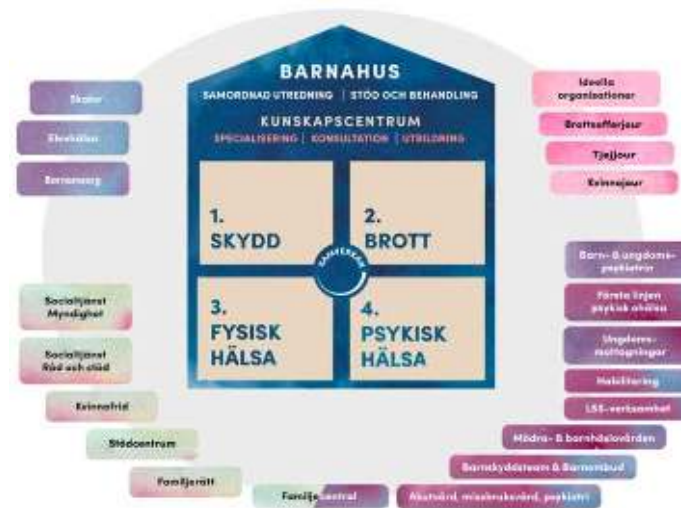 BARNAHUS
SAMORDNAD UTREDNING | STÖD OCH BEHANDLING
KUNSKAPSCENTRUM
SPECIALISERING | KONSULTATION | UTBILDNING
1.
SKYDD
2.
BROTT
SAMVERKAN
3.
FYSISK
HÄLSA
4.
PSYKISK
HÄLSA
Skolor
Elevhälsa
Barnomsorg
Socialtjänst
Myndighet
Socialtjänst
Råd och stöd
Kvinnofrid
Stödcentrum
Familjerätt
Familjecentral
Ideella
organisationer
Brottsofferjour
Tjejjour
Kvinnojour
Barn- & ungdoms-
psykiatrin
Första linjen
psykisk ohälsa
Ungdoms-
mottagningar
Habilitering
LSS-verksamhet
Mödra- & barnhälsovården
Barnskyddsteam & Barnombud
Akutvård, missbruksvård, psykiatri